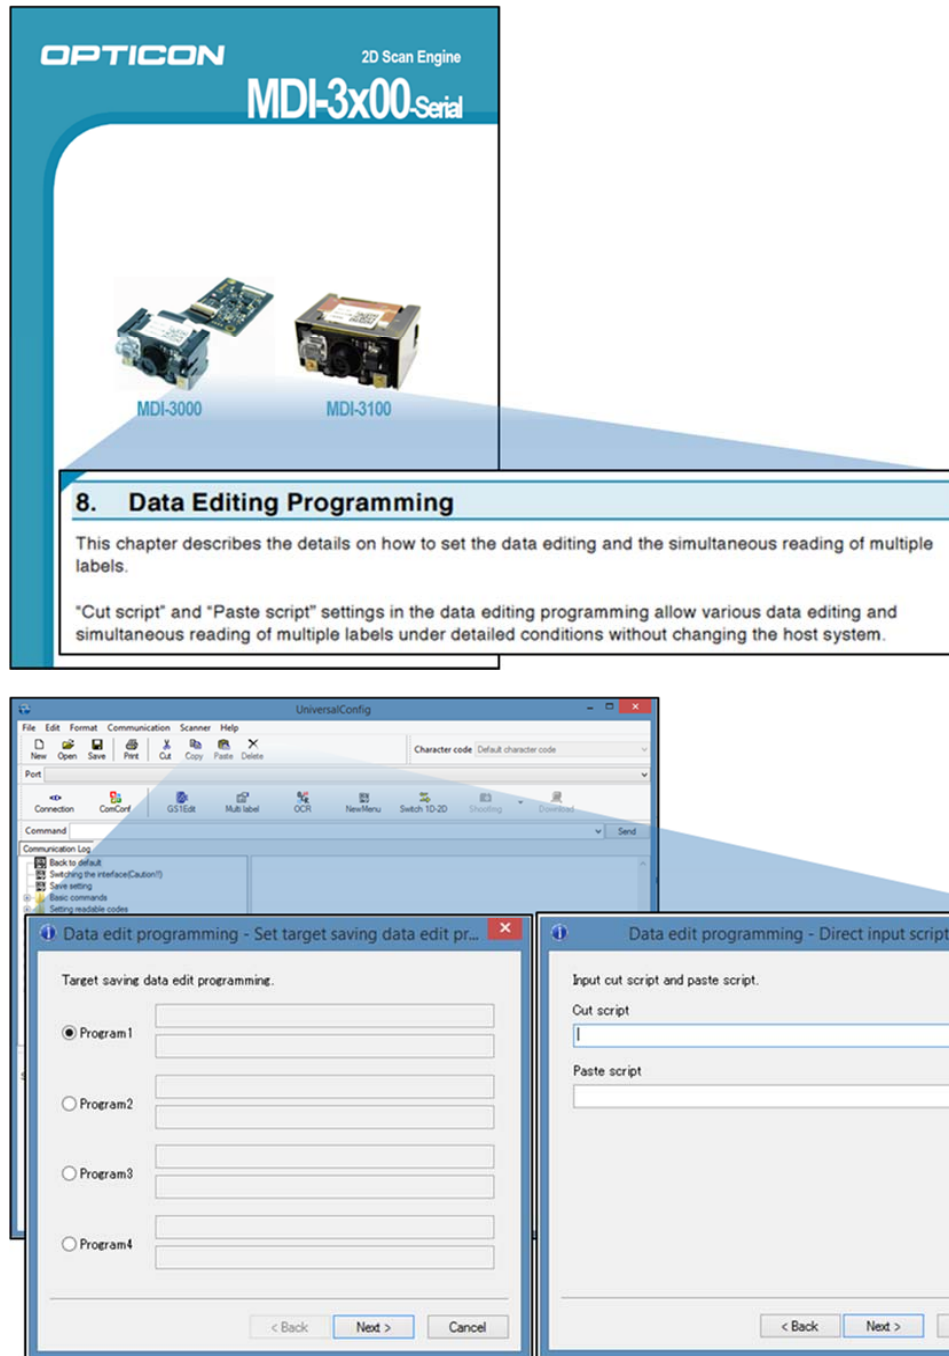 OPTICON
2D Scan Engine
MDI-3x00-Serial
MDI-3000
MDI-3100
8. Data Editing Programming
This chapter describes the details on how to set the data editing and the simultaneous reading of multiple
labels.
"Cut script" and "Paste script" settings in the data editing programming allow various data editing and
simultaneous reading of multiple labels under detailed conditions without changing the host system.
UniversalConfig
File Edit Format Communication Scanner Help
New Open Save Print Cut Copy Paste Delete
Character code Default character code
Port
Connection ComConf GS1Edit Multi label OCR NewMenu Switch 1D-2D Shooting Download
Command
Send
Communication Log
Back to default
Switching the interface(Caution!!)
Save setting
Basic commands
Setting readable codes
Data edit programming - Set target saving data edit pr...
Target saving data edit programming.
Program1
Program2
Program3
Program4
< Back Next > Cancel
Data edit programming - Direct input script
Input cut script and paste script.
Cut script
Paste script
< Back Next >